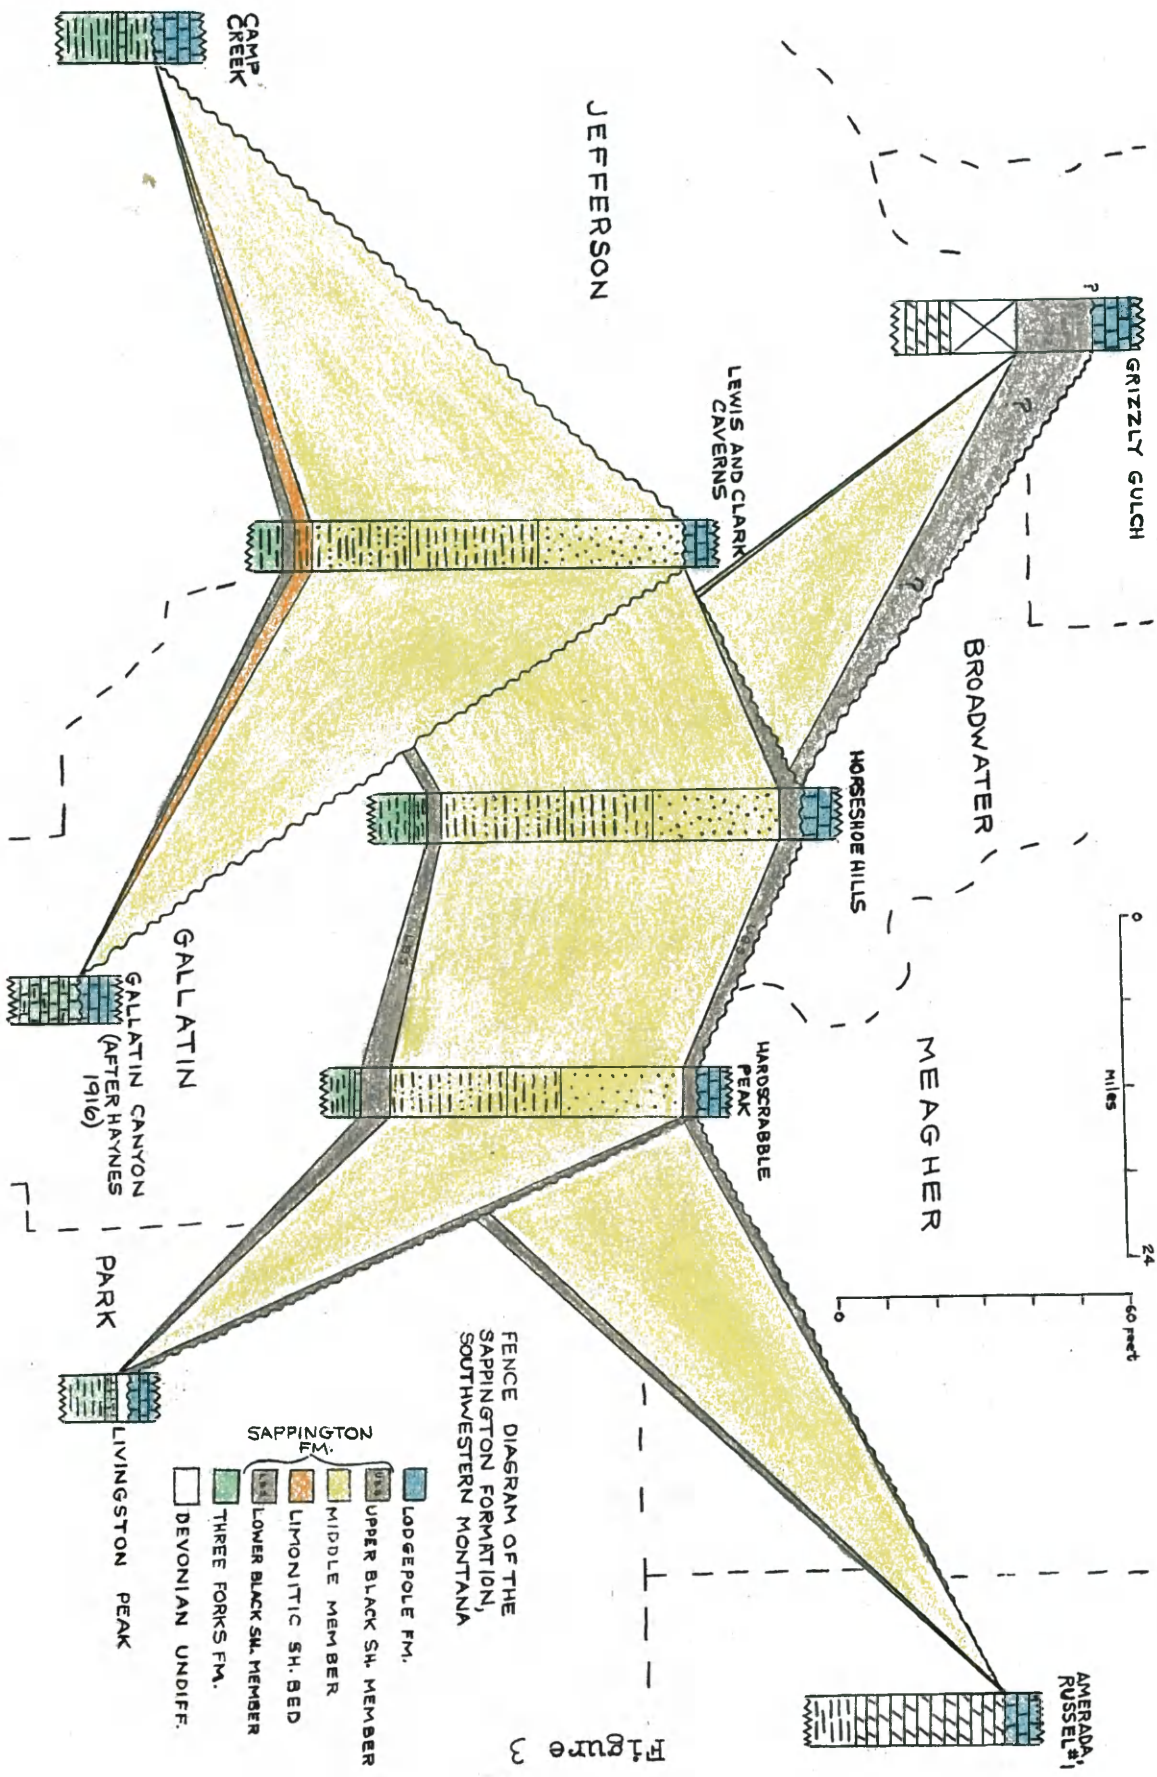 CAMP
CREEK
JEFFERSON
?
GRIZZLY GULCH
?
?
LEWIS AND CLARK
CAVERNS
BROADWATER
HORSESHOE HILLS
MEAGHER
0
24
miles
0
60 Feet
HARDSCRABBLE
PEAK
GALLATIN
GALLATIN CANYON
(AFTER HAYNES
1916)
PARK
LIVINGSTON PEAK
AMERADA,
RUSSEL #1
FENCE DIAGRAM OF THE
SAPPINGTON FORMATION,
SOUTHWESTERN MONTANA
LODGEPOLE FM.
SAPPINGTON
FM.
UPPER BLACK SH. MEMBER
MIDDLE MEMBER
LIMONITIC SH. BED
LOWER BLACK SH. MEMBER
THREE FORKS FM.
DEVONIAN UNDIFF.
Figure 3